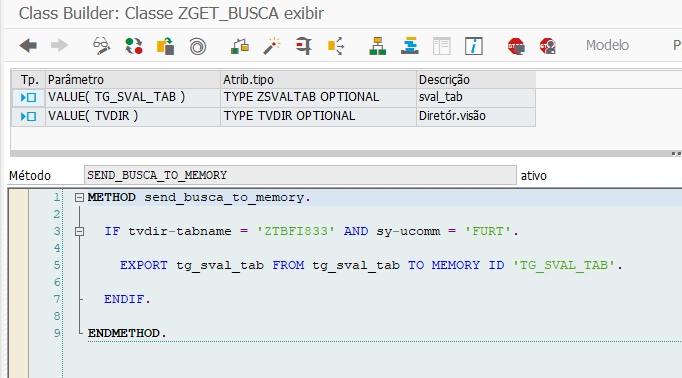 Class Builder: Classe ZGET_BUSCA exibir
Modelo P
Tp. Parâmetro Atrib.tipo Descrição
VALUE( TG_SVAL_TAB ) TYPE ZSVALTAB OPTIONAL sval_tab
VALUE( TVDIR ) TYPE TVDIR OPTIONAL Diretór.visão
Método SEND_BUSCA_TO_MEMORY ativo
1 METHOD send_busca_to_memory.
2
3 IF tvdir-tabname = 'ZTBFI833' AND sy-ucomm = 'FURT'.
4
5 EXPORT tg_sval_tab FROM tg_sval_tab TO MEMORY ID 'TG_SVAL_TAB'.
6
7 ENDIF.
8
9 ENDMETHOD.